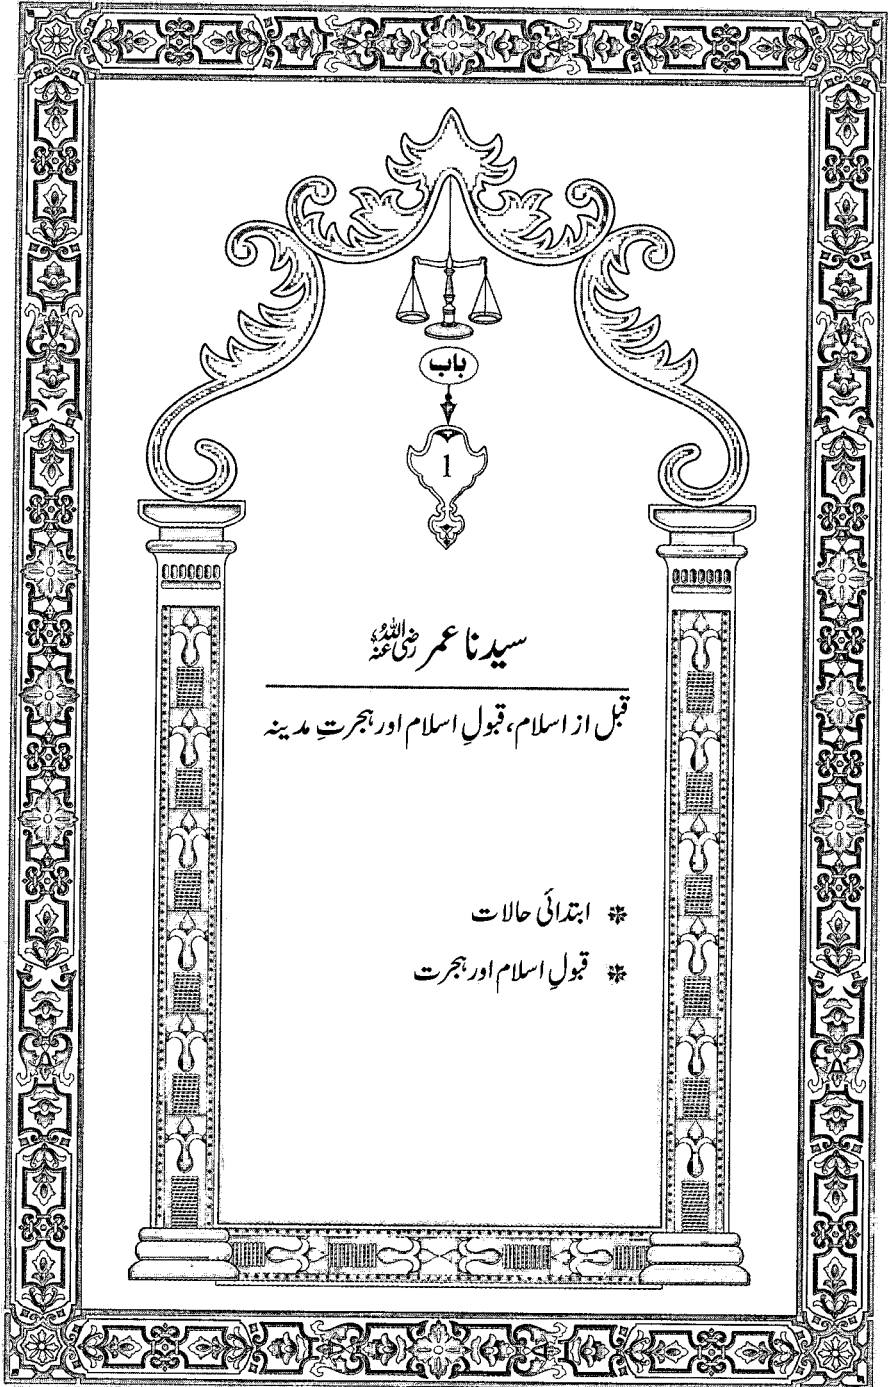 باب
1
سیدنا عمر رضی اللہ عنہ
قبل از اسلام، قبولِ اسلام اور ہجرتِ مدینہ
ابتدائی حالات
قبولِ اسلام اور ہجرت